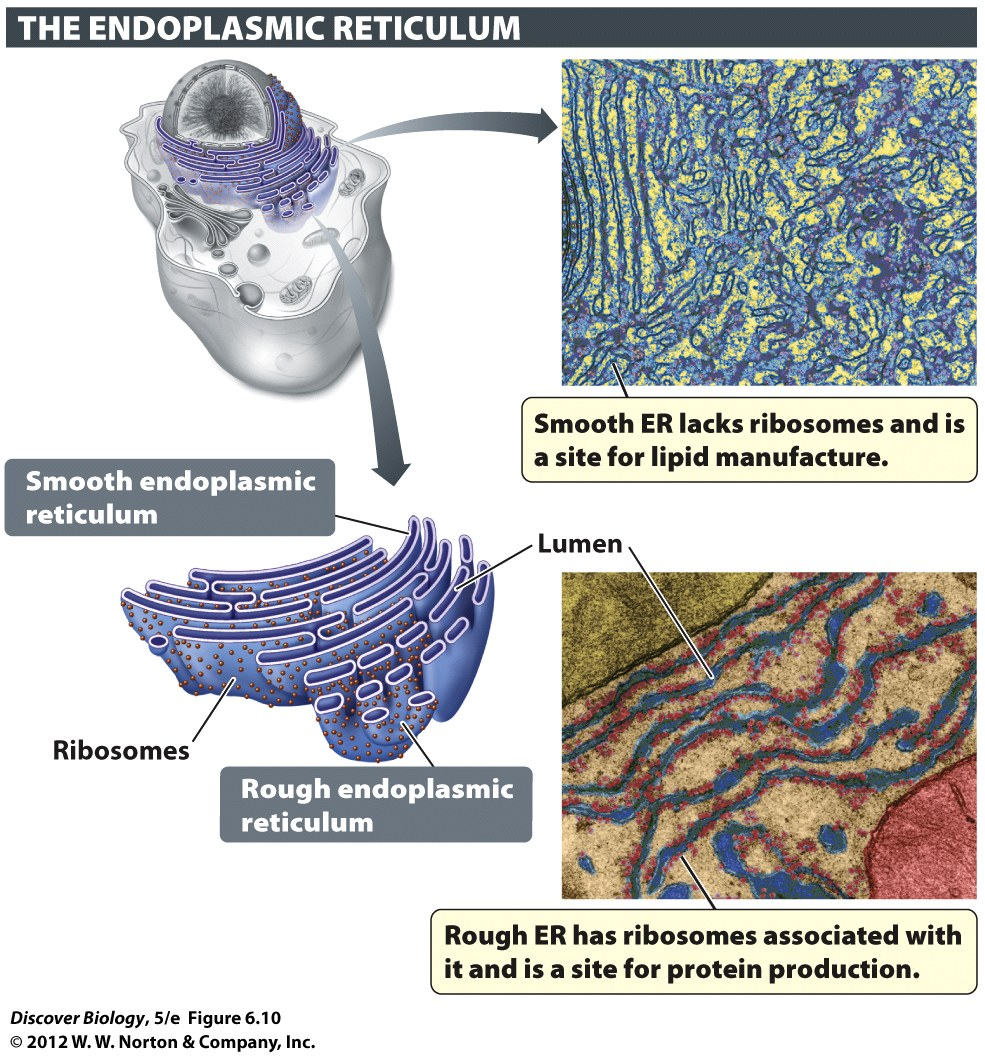 THE ENDOPLASMIC RETICULUM
Smooth ER lacks ribosomes and is
a site for lipid manufacture.
Smooth endoplasmic
reticulum
Lumen
Ribosomes
Rough endoplasmic
reticulum
Rough ER has ribosomes associated with
it and is a site for protein production.
Discover Biology, 5/e Figure 6.10
© 2012 W. W. Norton & Company, Inc.